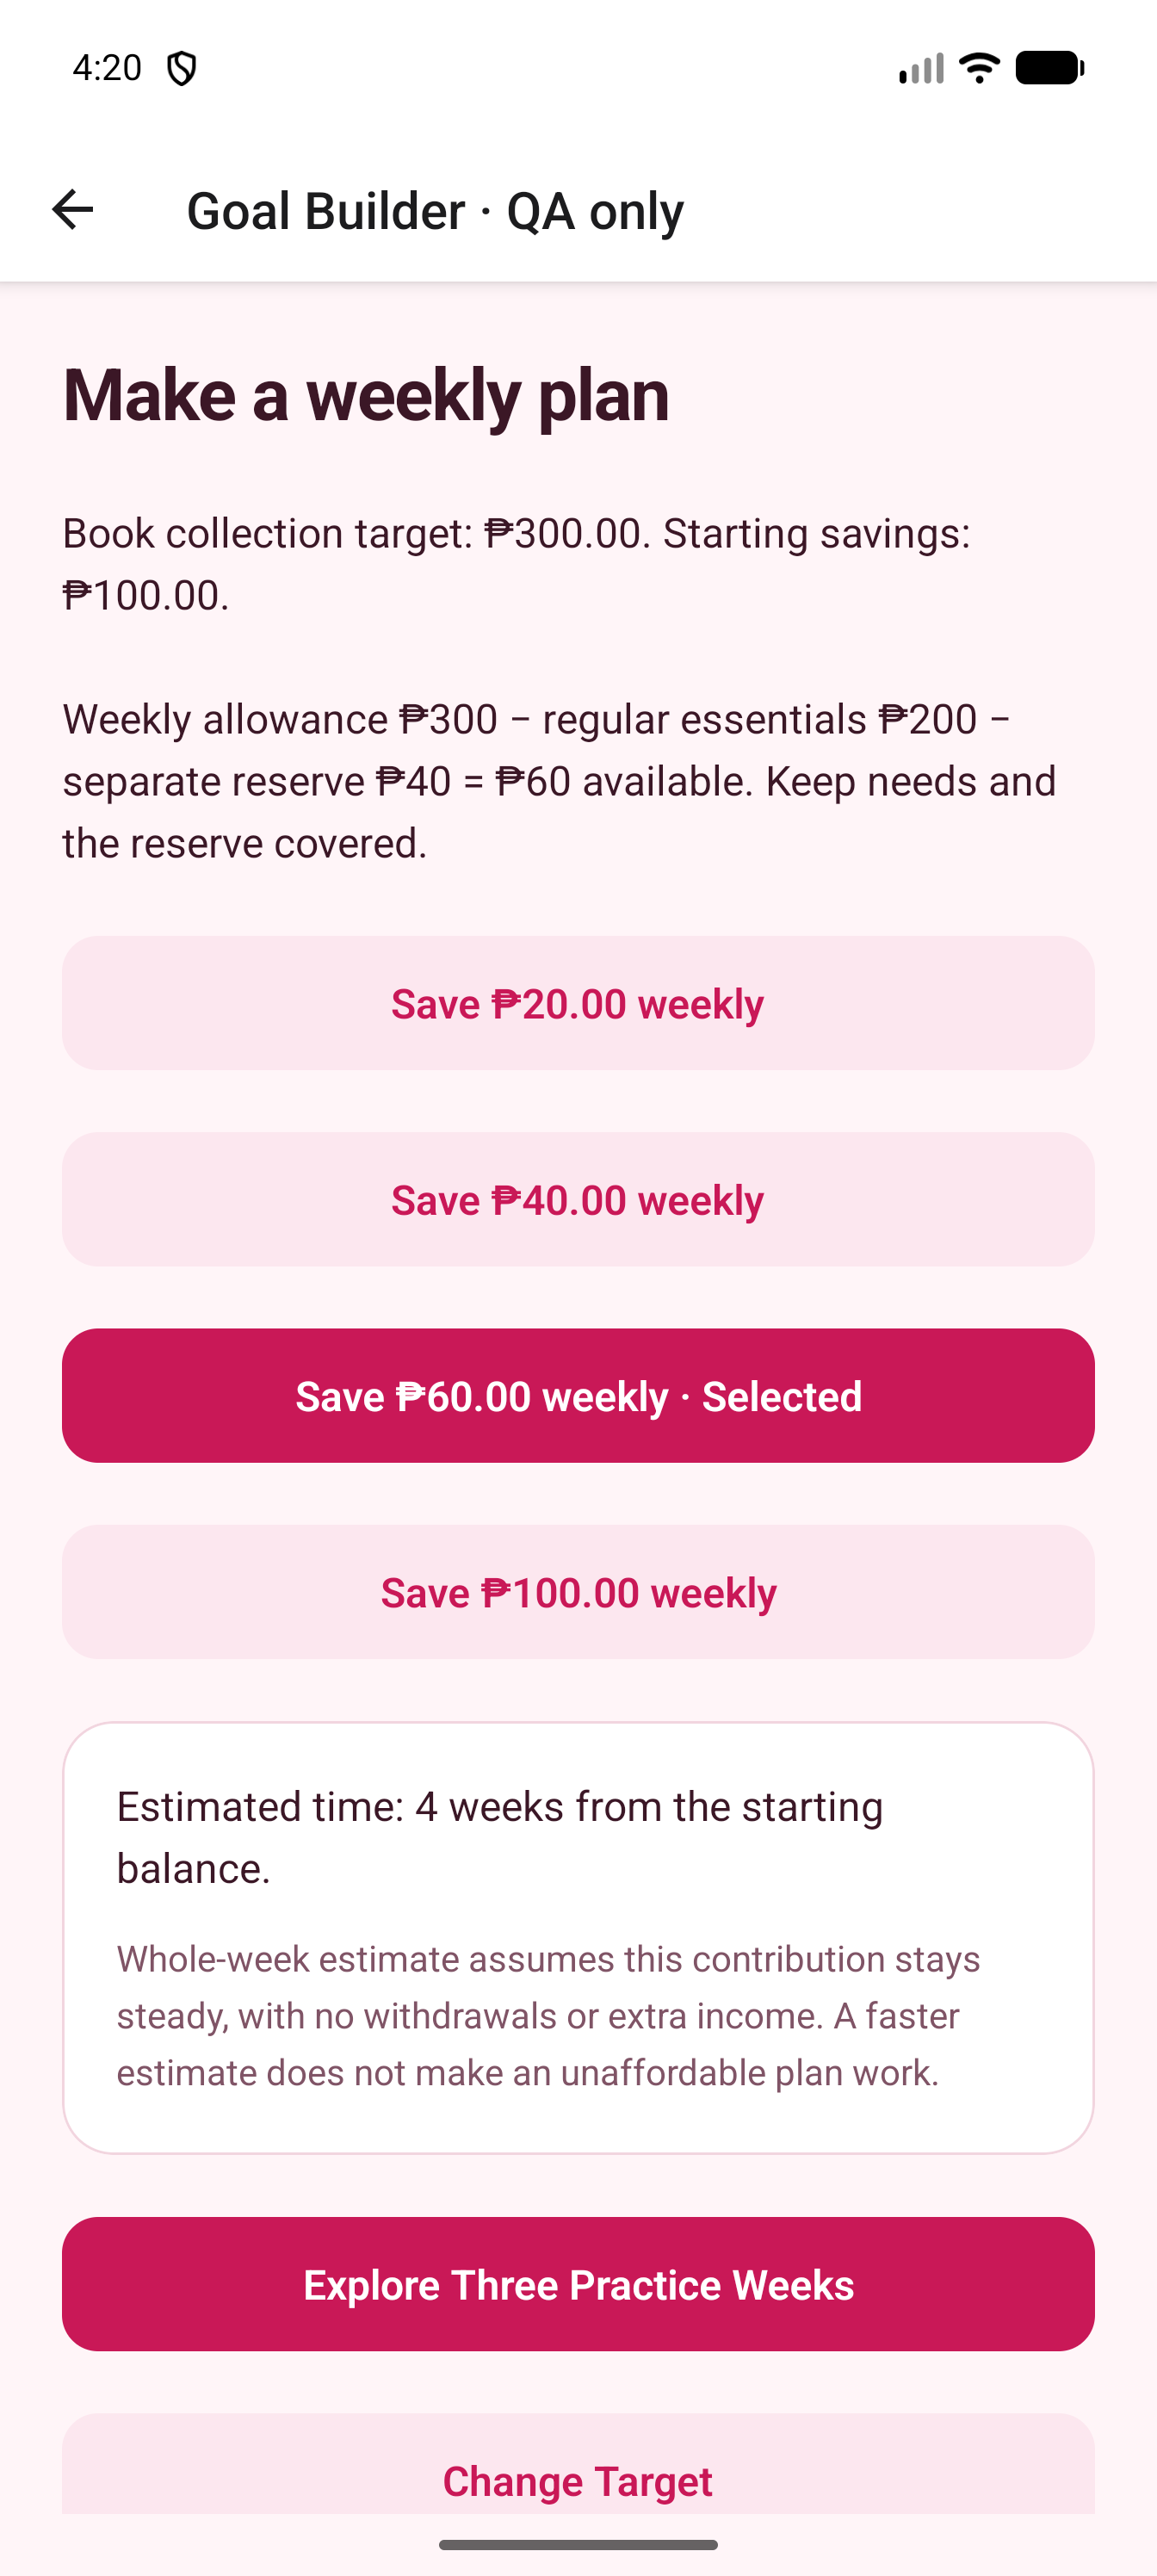 4:20
Goal Builder · QA only
Make a weekly plan
Book collection target: ₱300.00. Starting savings:
₱100.00.
Weekly allowance ₱300 − regular essentials ₱200 −
separate reserve ₱40 = ₱60 available. Keep needs and
the reserve covered.
Save ₱20.00 weekly
Save ₱40.00 weekly
Save ₱60.00 weekly · Selected
Save ₱100.00 weekly
Estimated time: 4 weeks from the starting
balance.
Whole-week estimate assumes this contribution stays
steady, with no withdrawals or extra income. A faster
estimate does not make an unaffordable plan work.
Explore Three Practice Weeks
Change Target